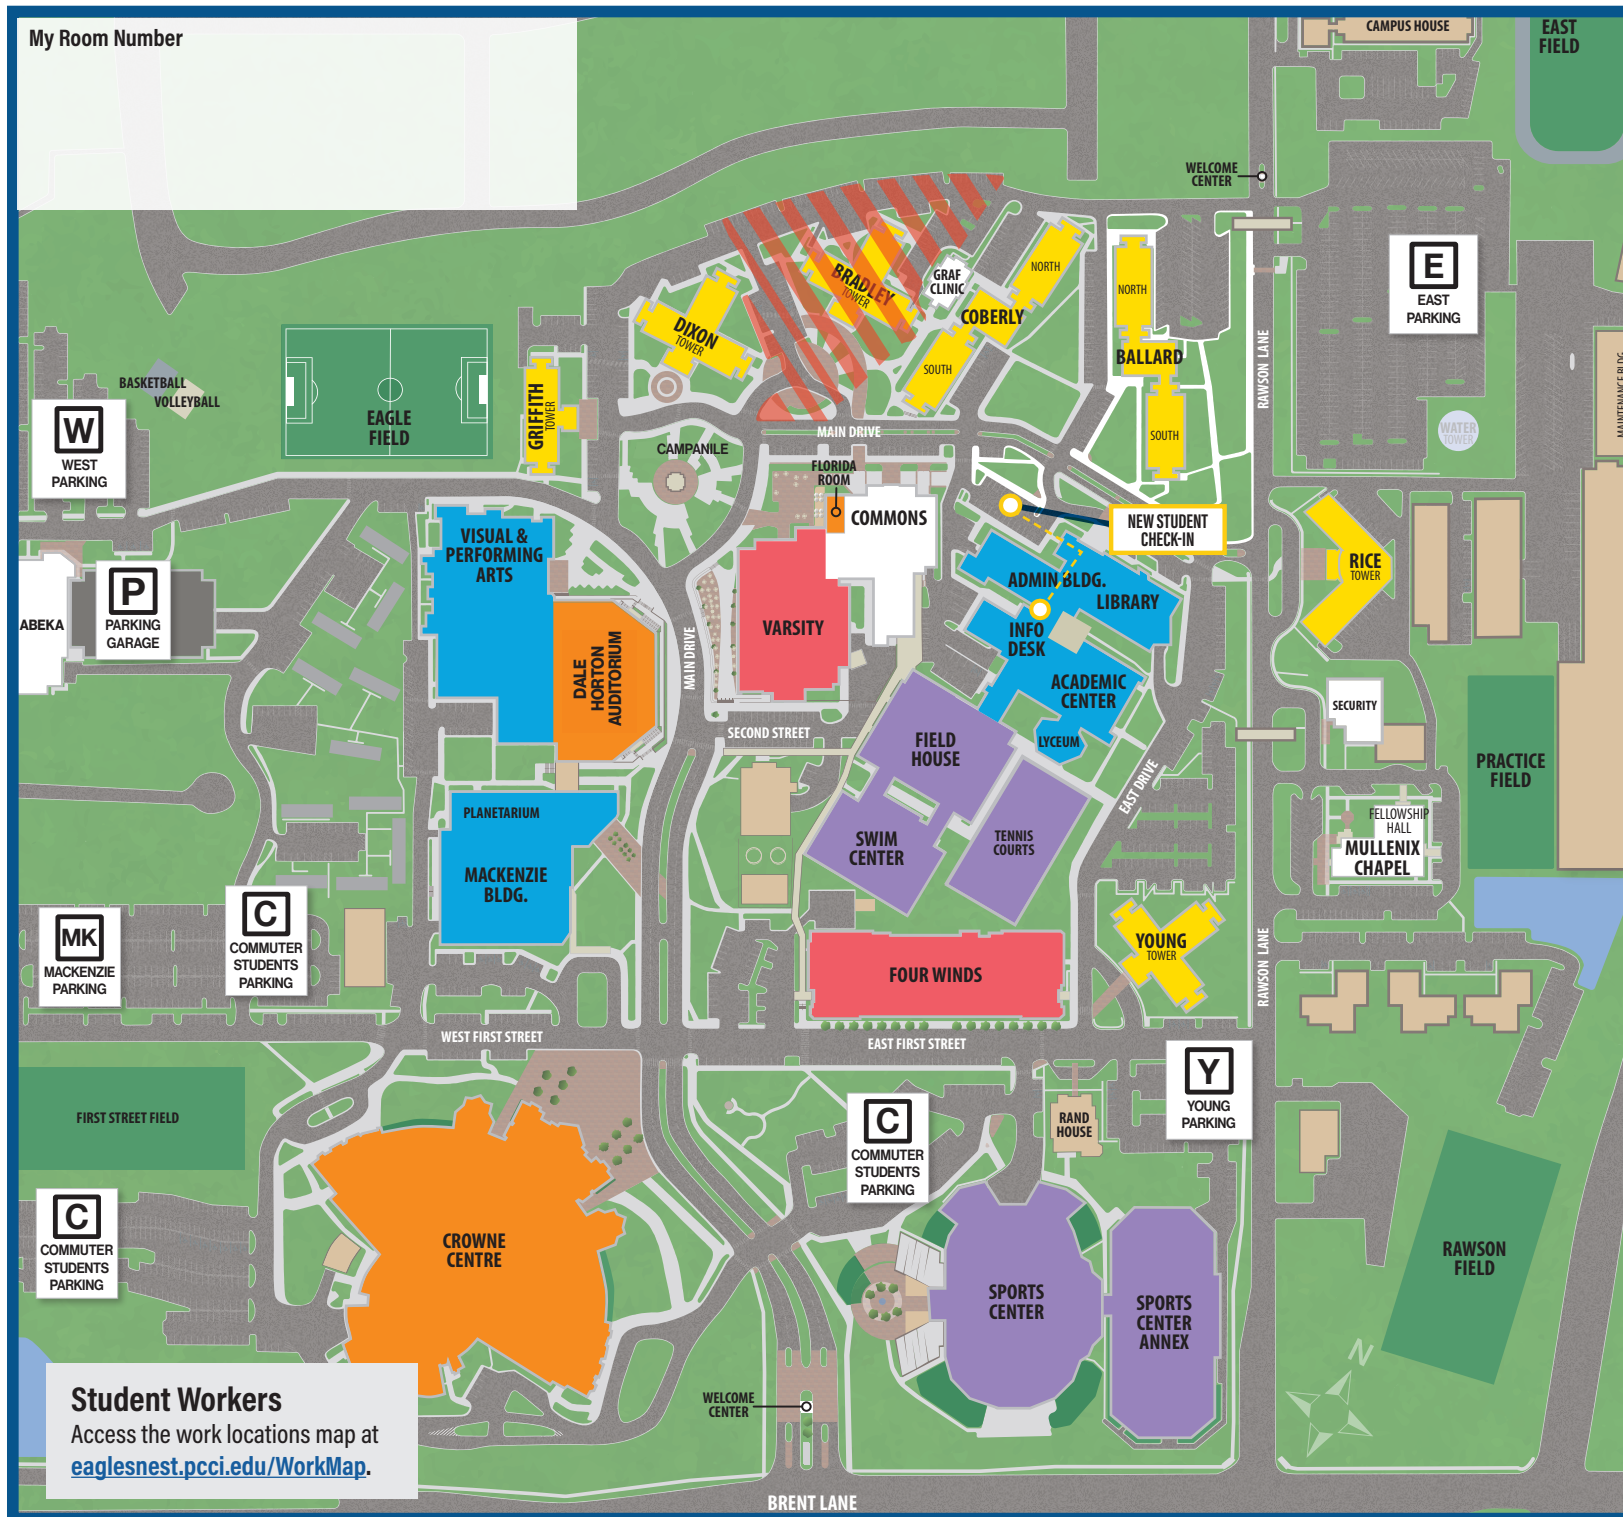 My Room Number
CAMPUS HOUSE
EAST
FIELD
WELCOME
CENTER
E
EAST
PARKING
NORTH
GRAF
CLINIC
BRADLEY
TOWER
NORTH
COBERLY
DIXON
TOWER
SOUTH
BALLARD
RAWSON LANE
MAINTENANCE BLDG.
BASKETBALL
VOLLEYBALL
EAGLE
FIELD
GRIFFITH
TOWER
W
WEST
PARKING
MAIN DRIVE
SOUTH
WATER
TOWER
CAMPANILE
FLORIDA
ROOM
COMMONS
NEW STUDENT
CHECK-IN
VISUAL &
PERFORMING
ARTS
RICE
TOWER
ADMIN BLDG.
LIBRARY
P
PARKING
GARAGE
ABEKA
VARSITY
INFO
DESK
DALE
HORTON
AUDITORIUM
MAIN DRIVE
ACADEMIC
CENTER
LYCEUM
SECURITY
SECOND STREET
FIELD
HOUSE
EAST DRIVE
PRACTICE
FIELD
PLANETARIUM
FELLOWSHIP
HALL
MULLENIX
CHAPEL
SWIM
CENTER
TENNIS
COURTS
MACKENZIE
BLDG.
C
COMMUTER
STUDENTS
PARKING
MK
MACKENZIE
PARKING
YOUNG
TOWER
RAWSON LANE
FOUR WINDS
WEST FIRST STREET
EAST FIRST STREET
Y
YOUNG
PARKING
FIRST STREET FIELD
C
COMMUTER
STUDENTS
PARKING
RAND
HOUSE
C
COMMUTER
STUDENTS
PARKING
CROWNE
CENTRE
RAWSON
FIELD
SPORTS
CENTER
SPORTS
CENTER
ANNEX
N
WELCOME
CENTER
Student Workers
Access the work locations map at
eaglesnest.pcci.edu/WorkMap.
BRENT LANE